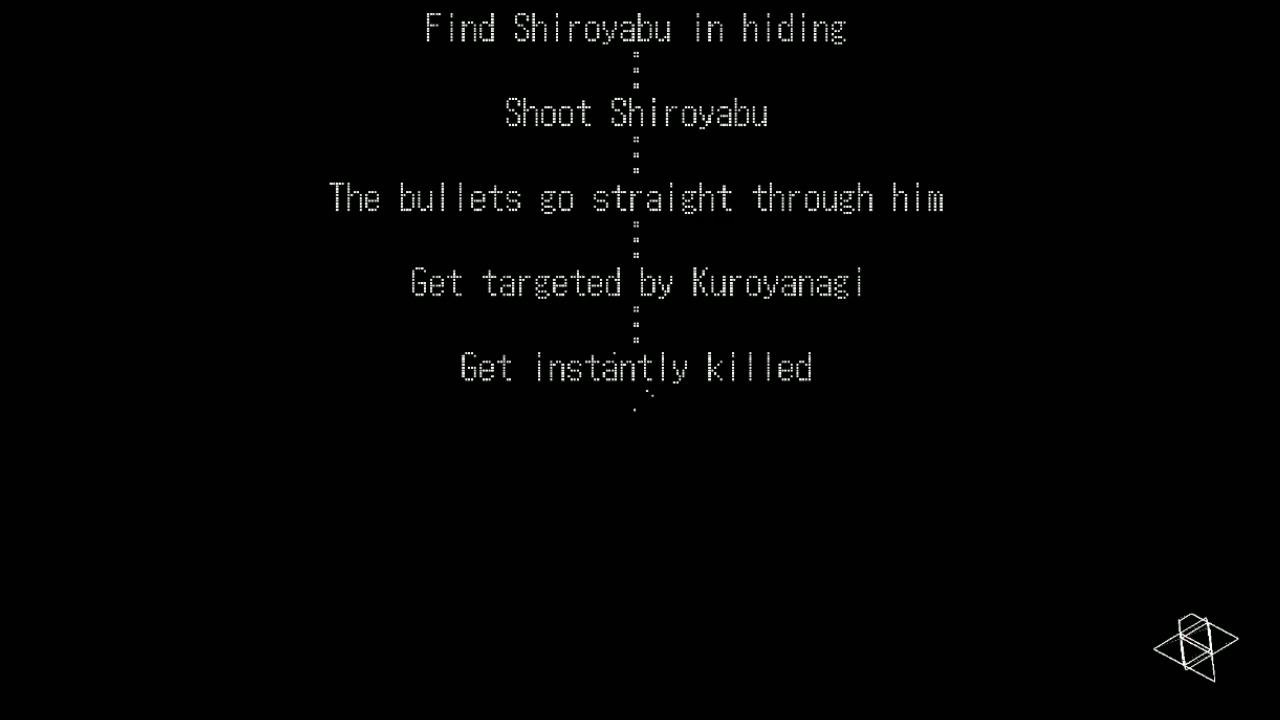 Find Shiroyabu in hiding
Shoot Shiroyabu
The bullets go straight through him
Get targeted by Kuroyanagi
Get instantly killed